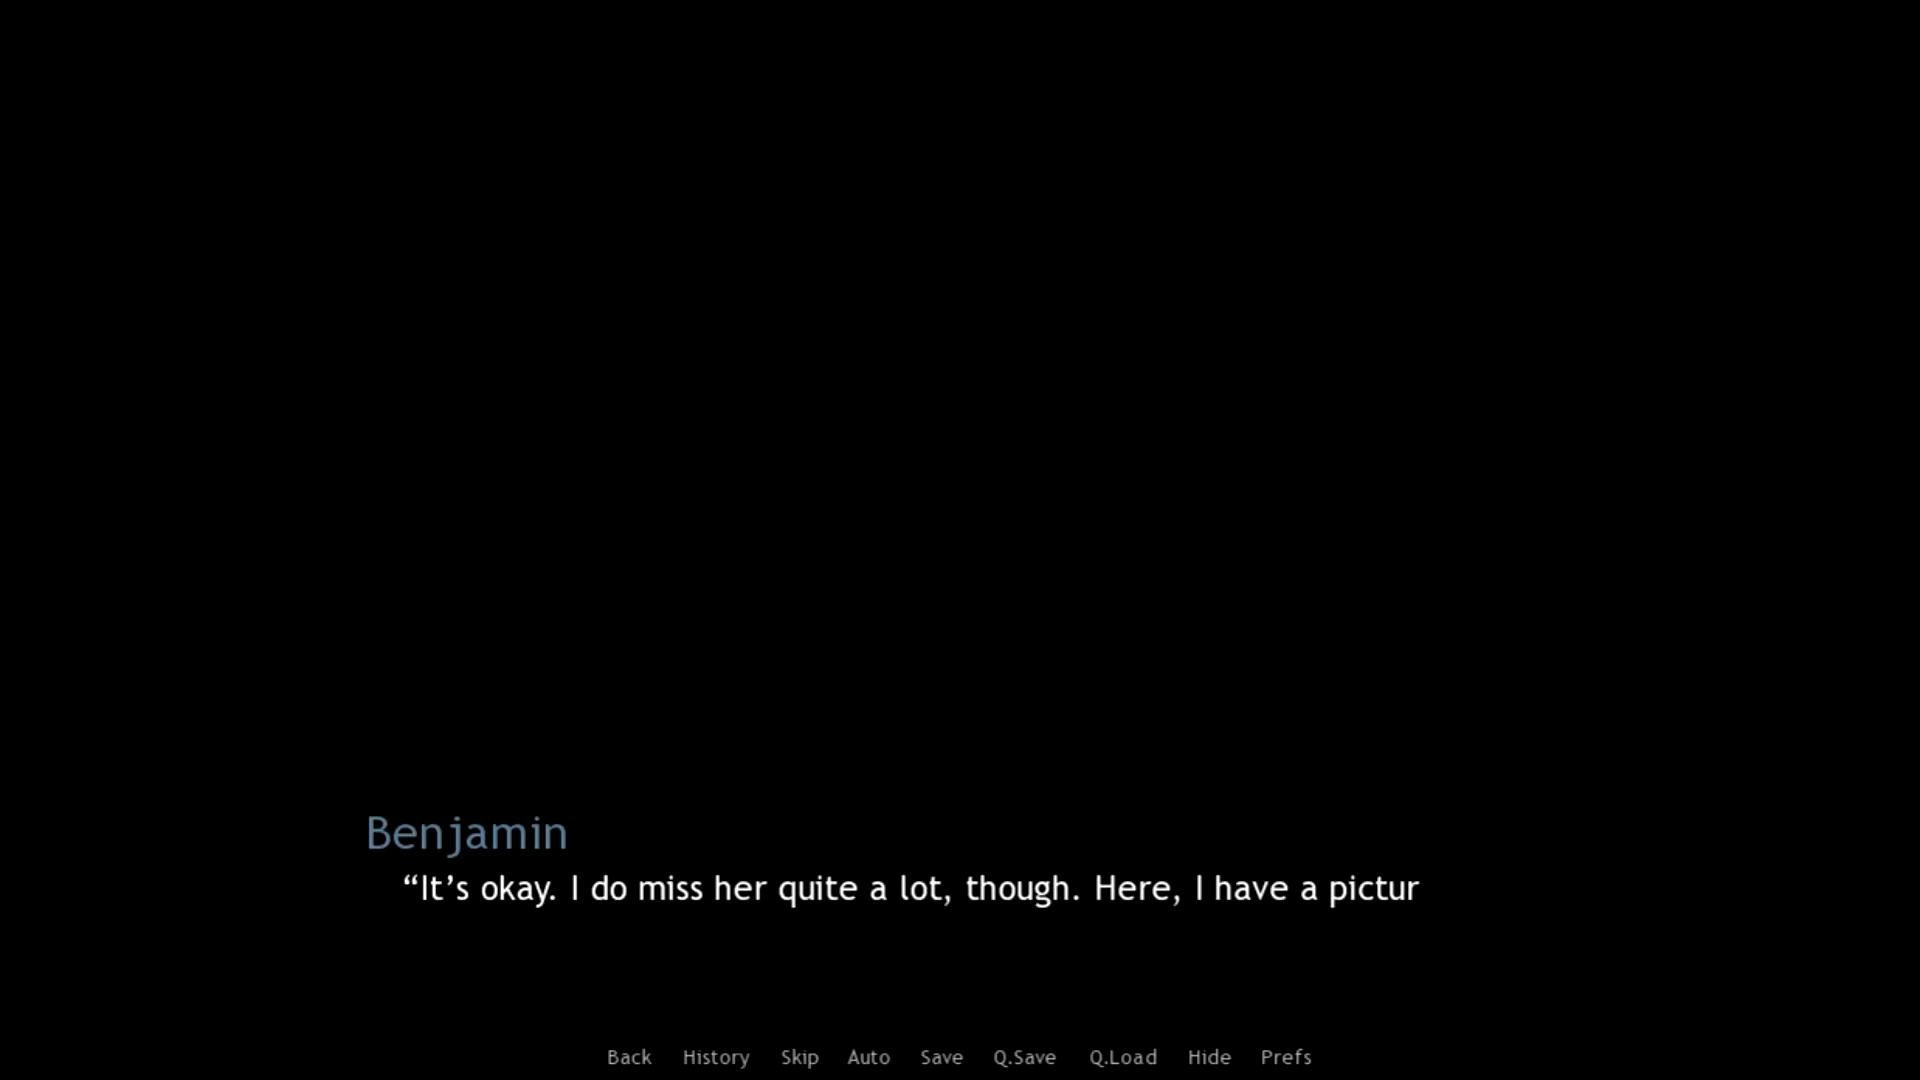 Benjamin
“It’s okay. I do miss her quite a lot, though. Here, I have a pictur
Back History Skip Auto Save Q.Save Q.Load Hide Prefs